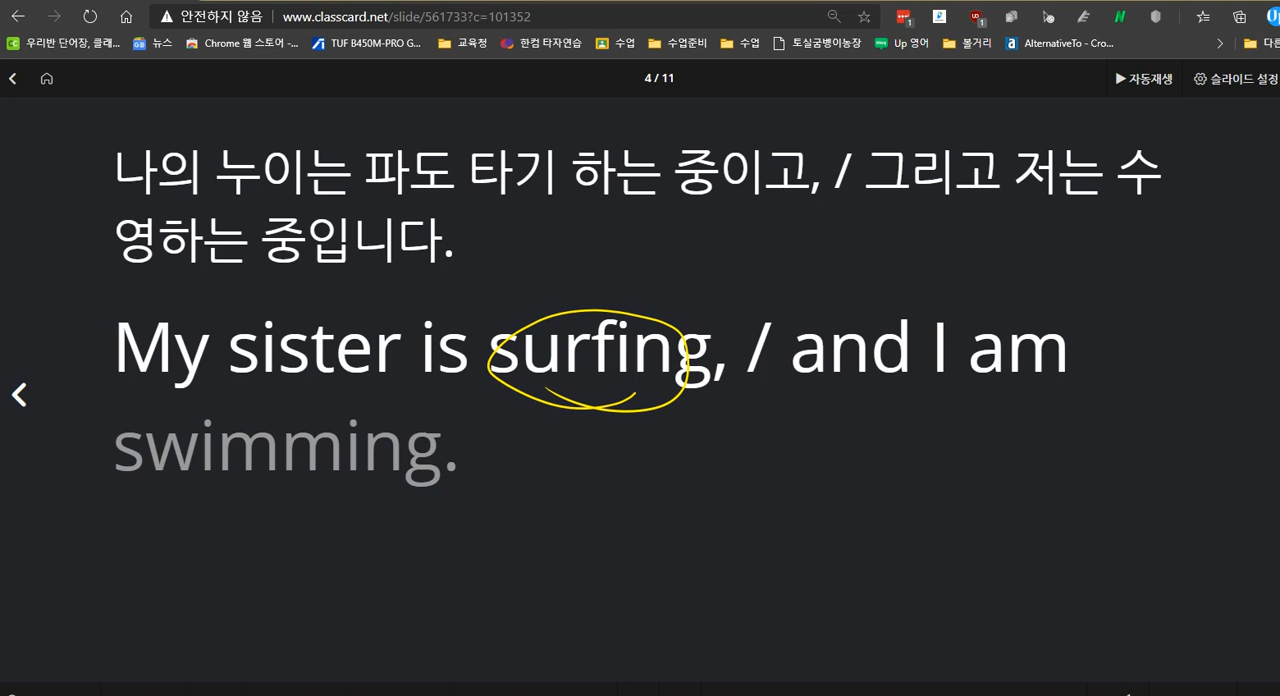 안전하지 않음 | www.classcard.net/slide/561733?c=101352
우리반 단어장, 클래... 뉴스 Chrome 웹 스토어 -... TUF B450M-PRO G... 교육청 한컴 타자연습 수업 수업준비 수업 토실굼벵이농장 Up 영어 볼거리 AlternativeTo - Cro... 다른
4 / 11 자동재생 슬라이드 설정
나의 누이는 파도 타기 하는 중이고, / 그리고 저는 수
영하는 중입니다.
My sister is surfing, / and I am
swimming.